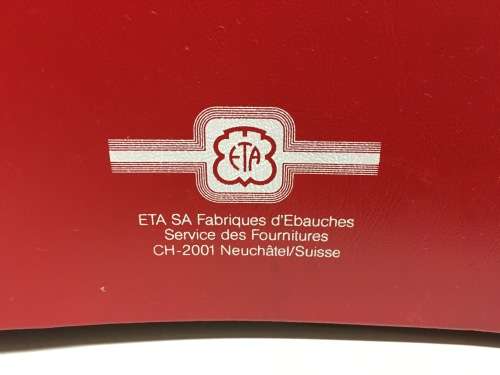 ETA
ETA SA Fabriques d'Ebauches
Service des Fournitures
CH-2001 Neuchâtel/Suisse